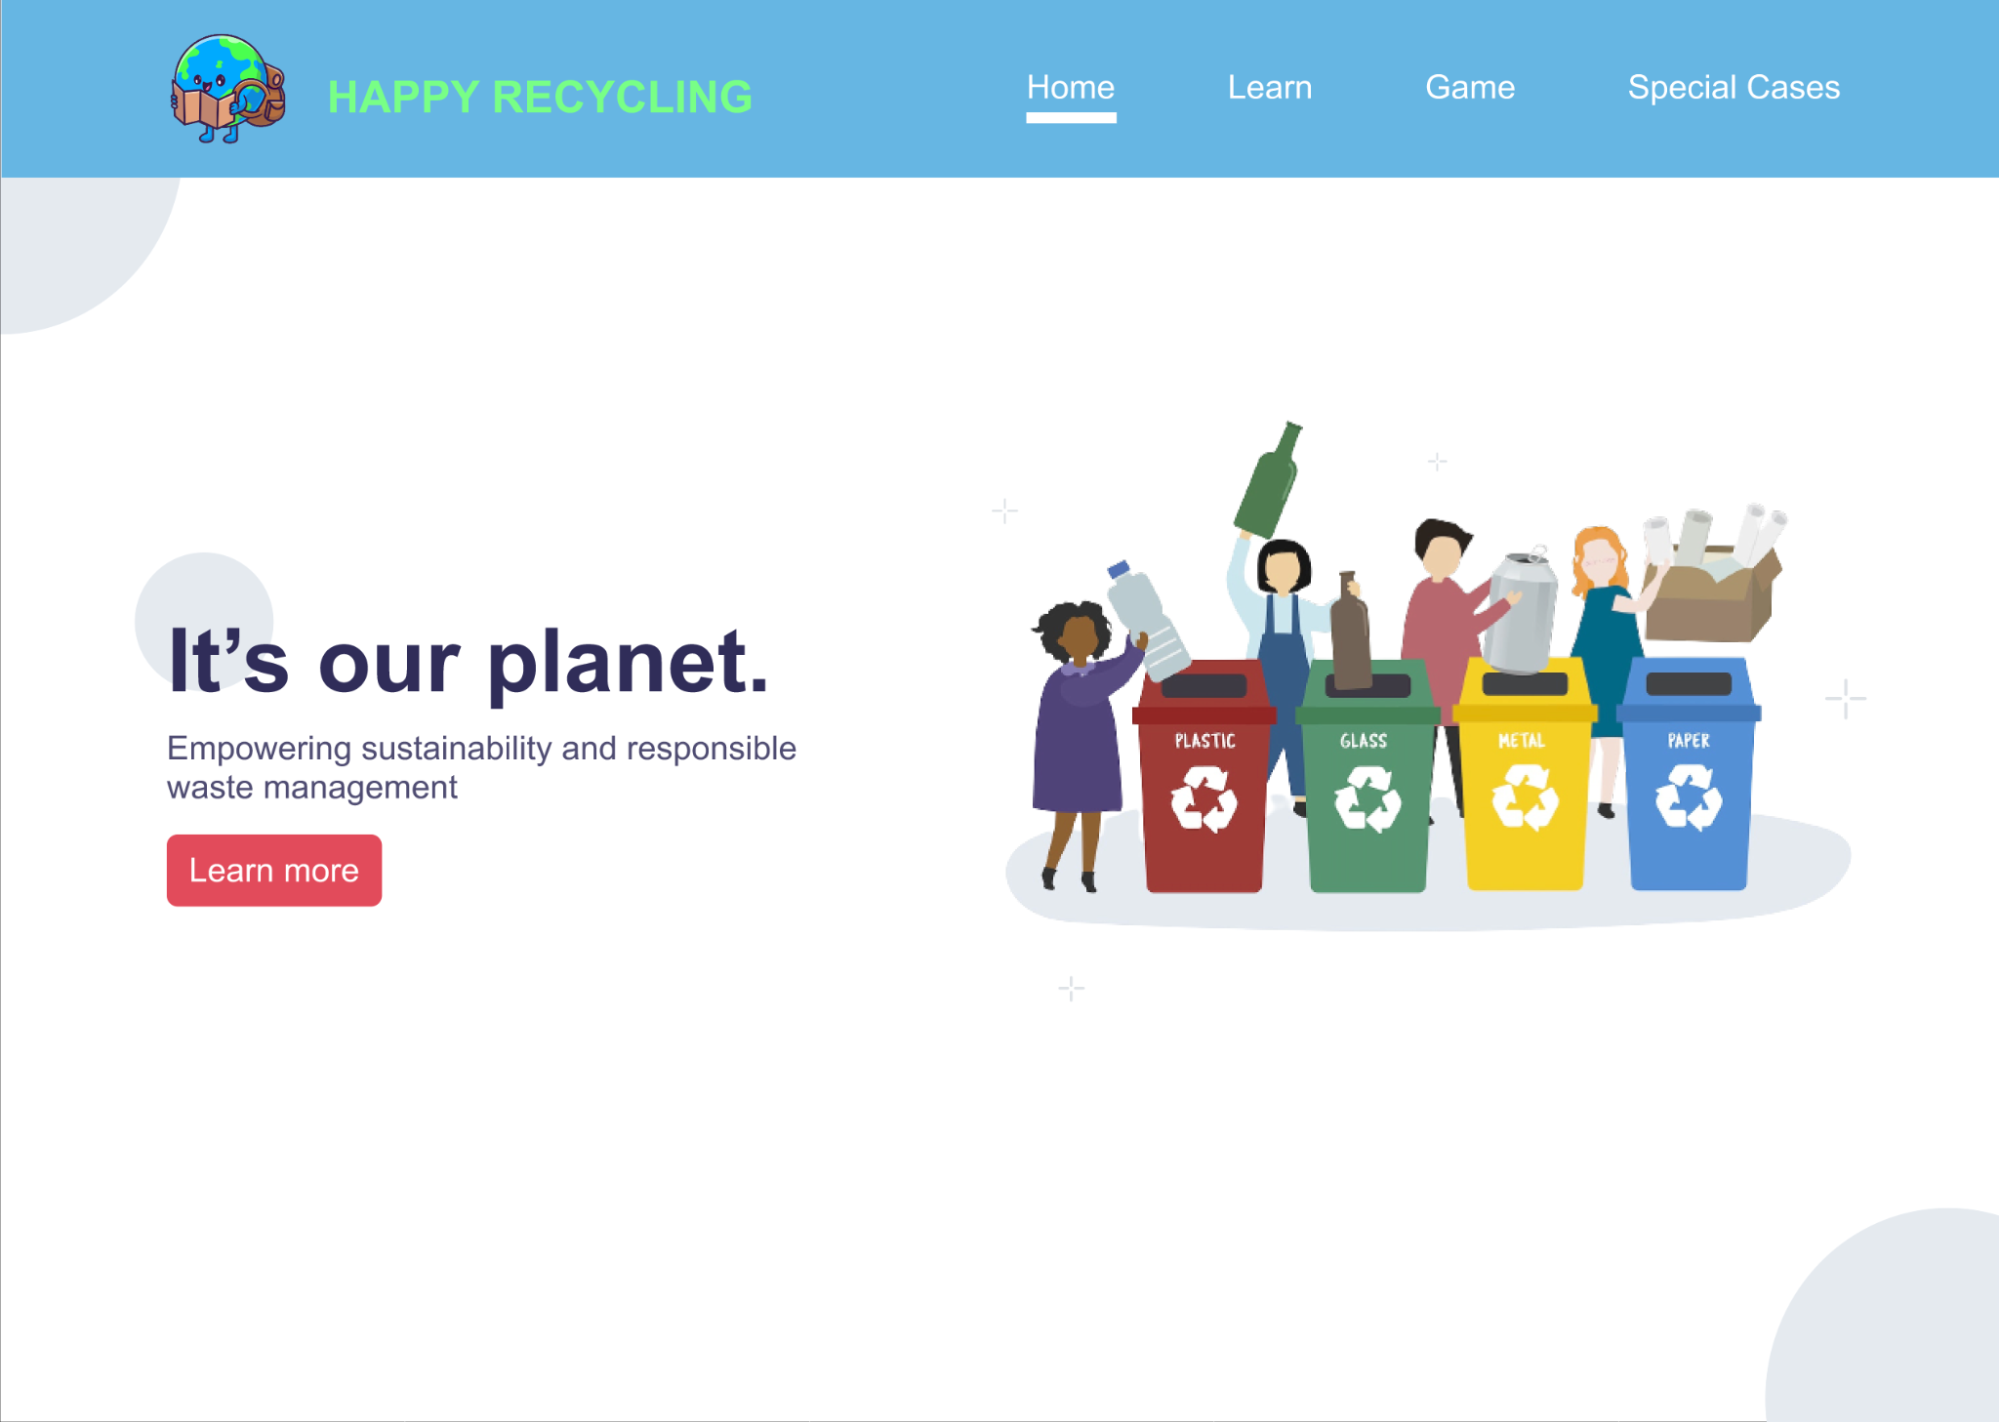 HAPPY RECYCLING
Home
Learn
Game
Special Cases
It’s our planet.
Empowering sustainability and responsible
waste management
Learn more
PLASTIC
GLASS
METAL
PAPER